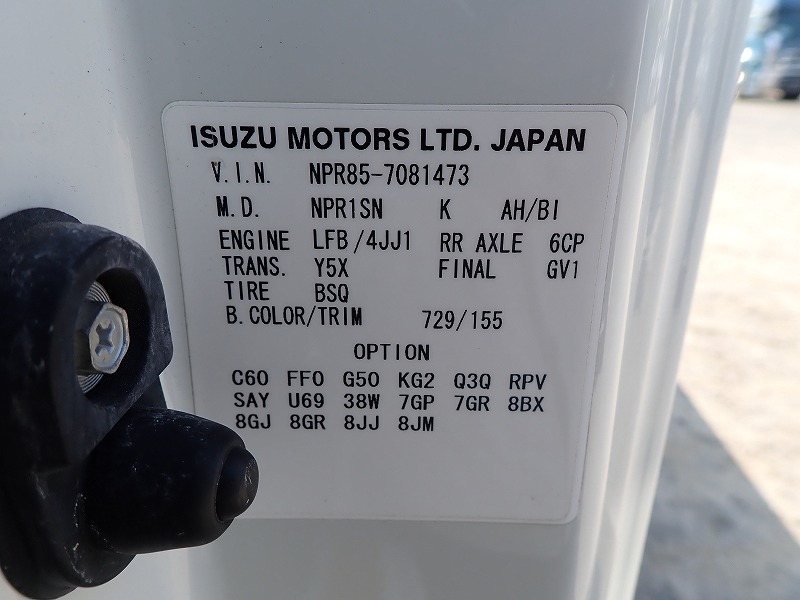 ISUZU MOTORS LTD. JAPAN
V.I.N. NPR85-7081473
M.D. NPR1SN K AH/BI
ENGINE LFB/4JJ1 RR AXLE 6CP
TRANS. Y5X FINAL GV1
TIRE BSQ
B.COLOR/TRIM 729/155
OPTION
C60 FF0 G50 KG2 Q3Q RPV
SAY U69 38W 7GP 7GR 8BX
8GJ 8GR 8JJ 8JM